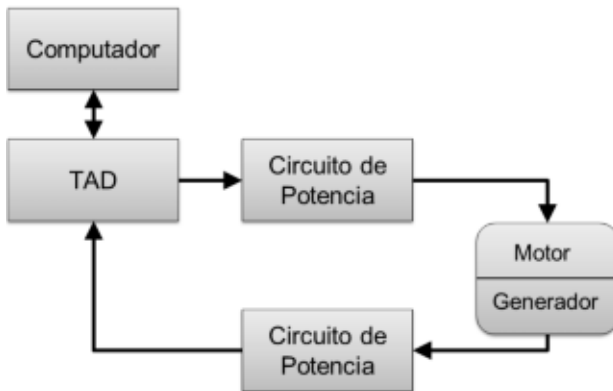 Computador
TAD
Circuito de
Potencia
Motor
Generador
Circuito de
Potencia